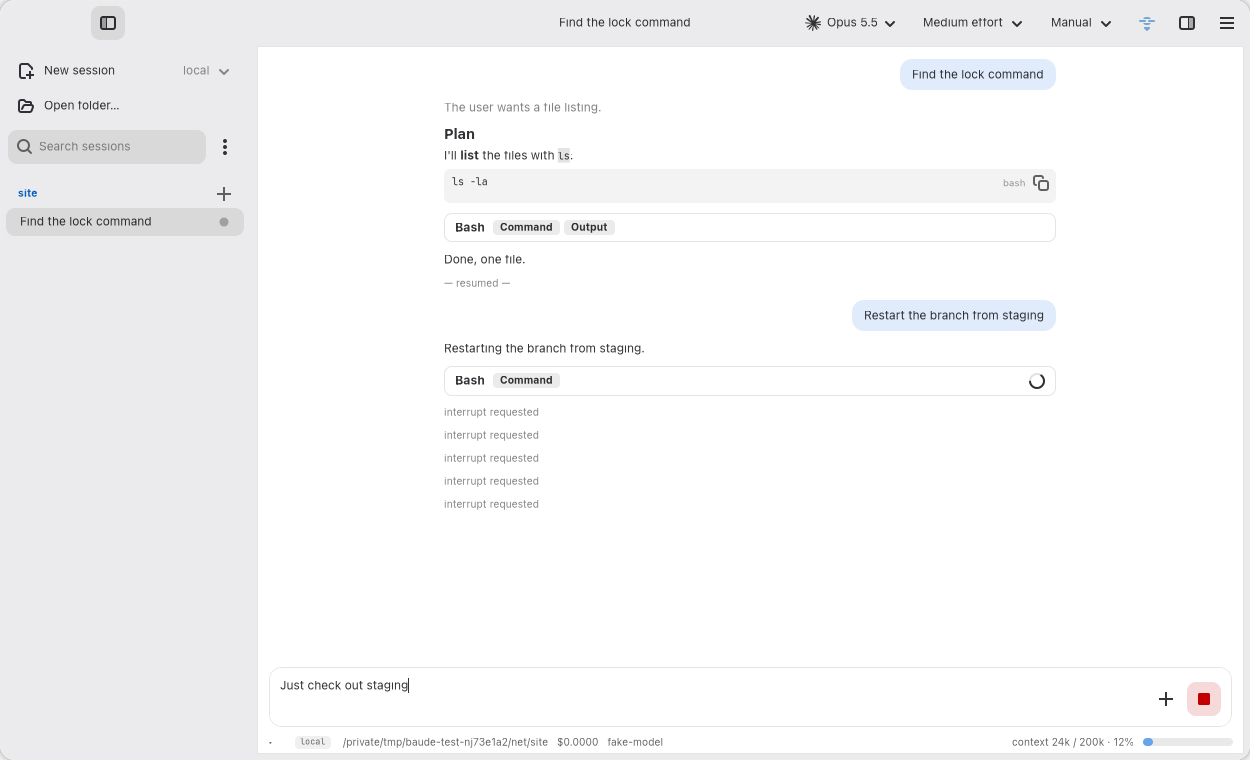 Find the lock command
Opus 5.5
Medium effort
Manual
New session
local
Open folder...
Search sessions
site
Find the lock command
Find the lock command
The user wants a file listing.
Plan
I'll list the files with ls.
ls -la
bash
Bash Command Output
Done, one file.
— resumed —
Restart the branch from staging
Restarting the branch from staging.
Bash Command
interrupt requested
interrupt requested
interrupt requested
interrupt requested
interrupt requested
Just check out staging
local /private/tmp/baude-test-nj73e1a2/net/site $0.0000 fake-model
context 24k / 200k · 12%